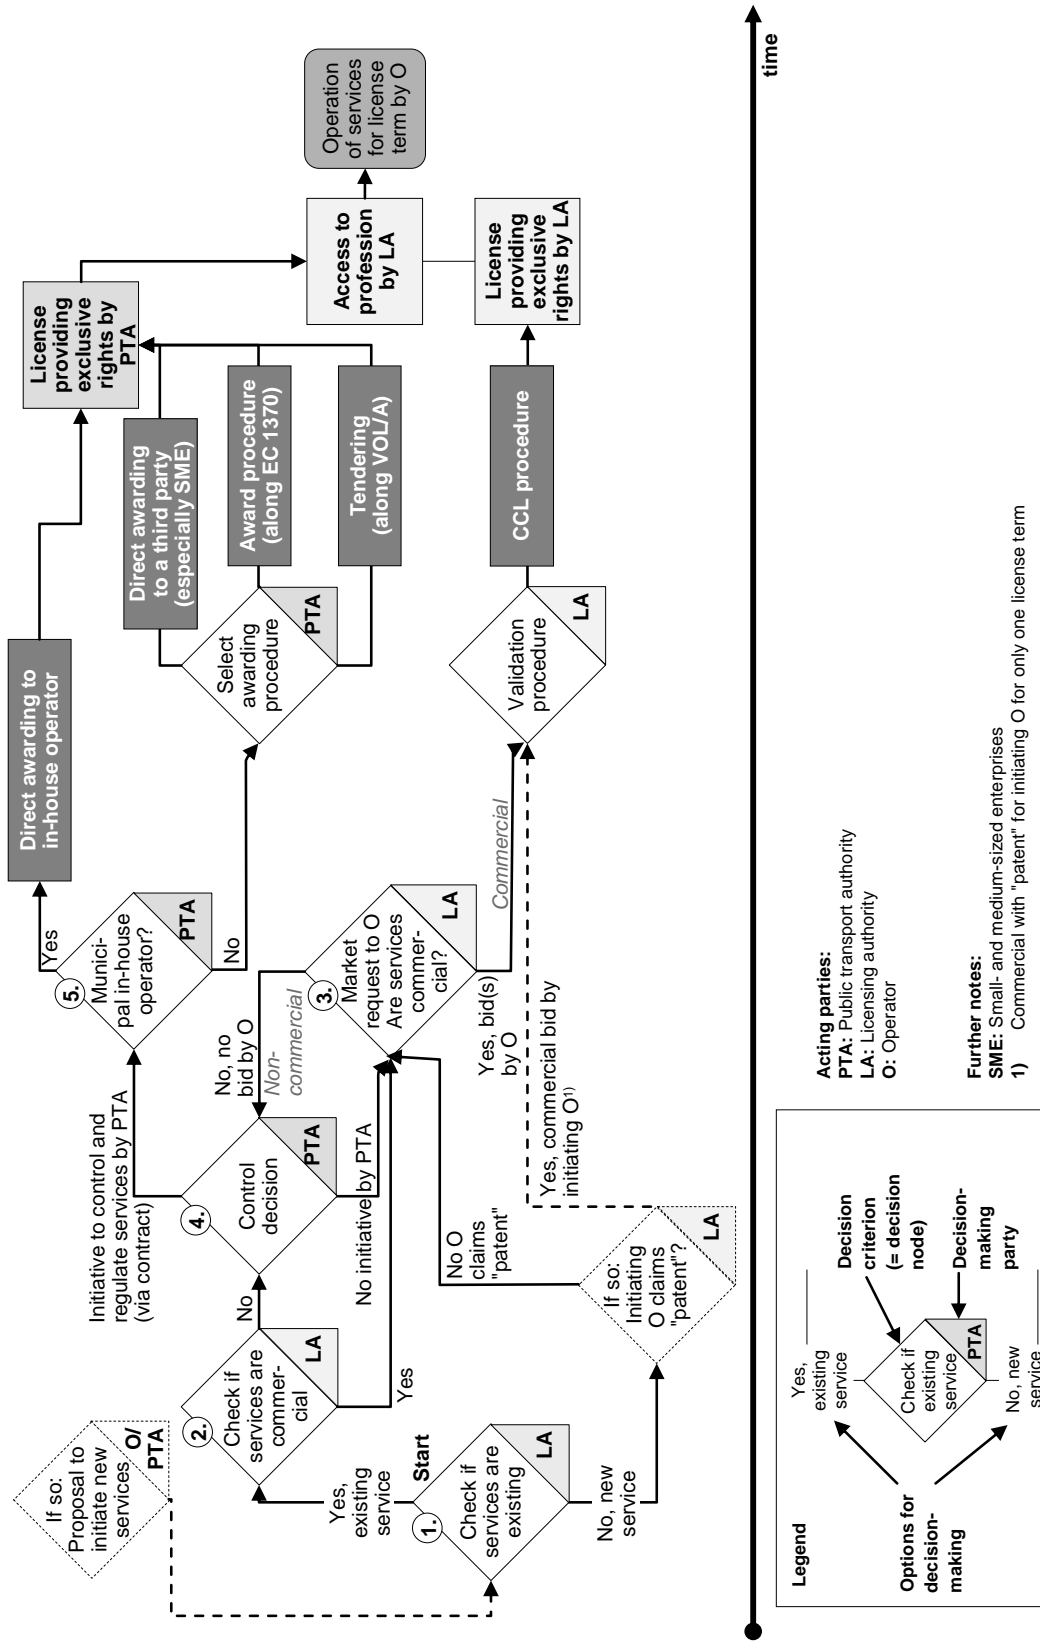 If so:
Proposal to
initiate new
services
O/
PTA
Start
1.
Check if
services are
existing
LA
Yes,
existing
service
No, new
service
2.
Check if
services are
commer-
cial
LA
No
Yes
If so:
Initiating
O claims
"patent"?
LA
No O
claims
"patent"
Yes, commercial bid by
initiating O1)
Initiative to control and
regulate services by PTA
(via contract)
4.
Control
decision
PTA
No initiative by PTA
No, no
bid by O
Non-
commercial
3.
Market
request to O
Are services
commer-
cial?
LA
Yes, bid(s)
by O
Commercial
5.
Munici-
pal in-house
operator?
PTA
Yes
No
Direct awarding to
in-house operator
Select
awarding
procedure
PTA
Direct awarding
to a third party
(especially SME)
Award procedure
(along EC 1370)
Tendering
(along VOL/A)
Validation
procedure
LA
CCL procedure
License
providing
exclusive
rights by
PTA
Access to
profession
by LA
License
providing
exclusive
rights by LA
Operation
of services
for license
term by O
time
Legend
Options for
decision-
making
Yes,
existing
service
Check if
existing
service
PTA
No, new
service
Decision
criterion
(= decision
node)
Decision-
making
party
Acting parties:
PTA: Public transport authority
LA: Licensing authority
O: Operator
Further notes:
SME: Small- and medium-sized enterprises
1) Commercial with "patent" for initiating O for only one license term